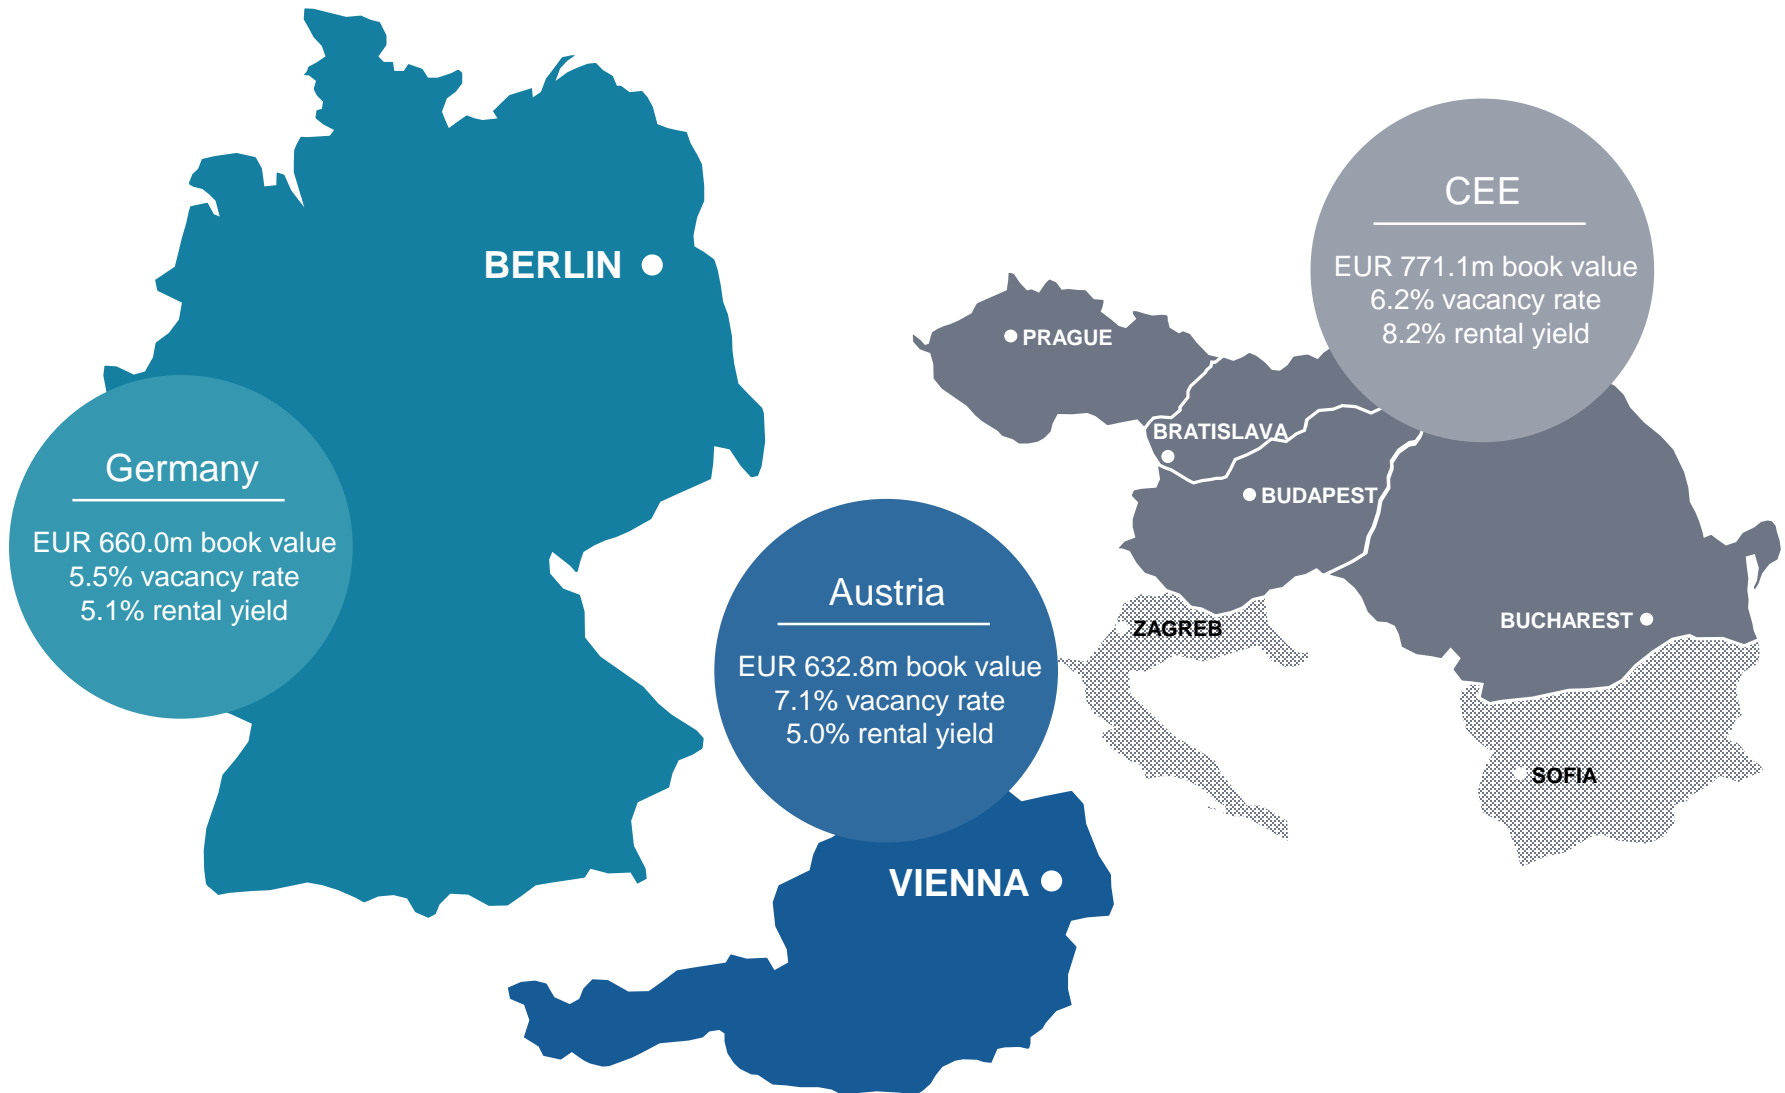 BERLIN
Germany
EUR 660.0m book value
5.5% vacancy rate
5.1% rental yield
Austria
EUR 632.8m book value
7.1% vacancy rate
5.0% rental yield
VIENNA
CEE
EUR 771.1m book value
6.2% vacancy rate
8.2% rental yield
PRAGUE
BRATISLAVA
BUDAPEST
ZAGREB
BUCHAREST
SOFIA